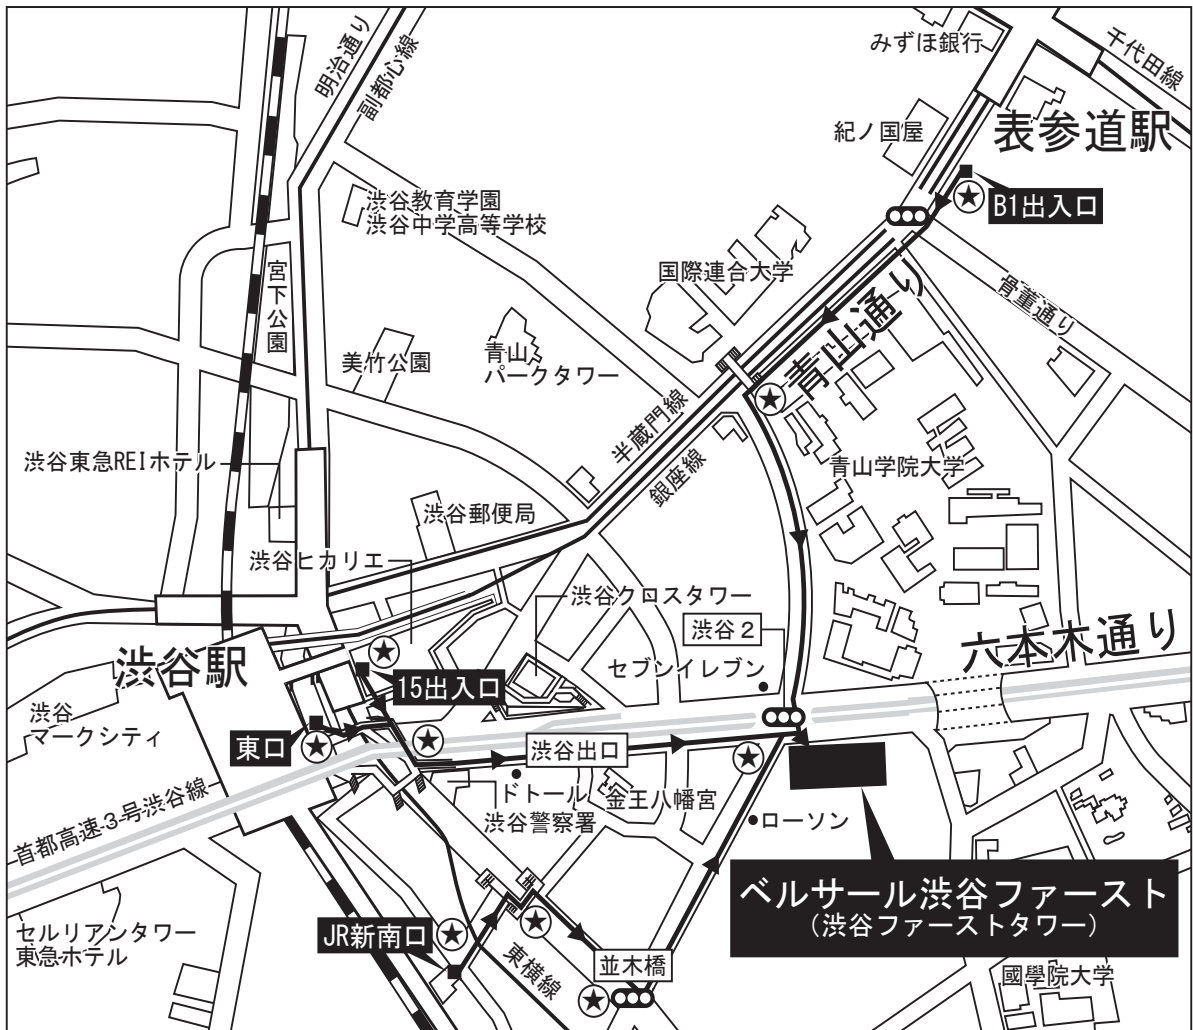 みずほ銀行
千代田線
明治通り
副都心線
紀ノ国屋
表参道駅
B1出入口
渋谷教育学園
渋谷中学高等学校
国際連合大学
骨董通り
宮下公園
美竹公園
青山
パークタワー
青山通り
半蔵門線
銀座線
渋谷東急REIホテル
青山学院大学
渋谷郵便局
渋谷ヒカリエ
渋谷クロスタワー
渋谷2
六本木通り
渋谷駅
セブンイレブン
15出入口
渋谷
マークシティ
東口
渋谷出口
ドトール
金王八幡宮
渋谷警察署
首都高速3号渋谷線
ローソン
ベルサール渋谷ファースト
(渋谷ファーストタワー)
セルリアンタワー
東急ホテル
JR新南口
東横線
並木橋
國學院大学